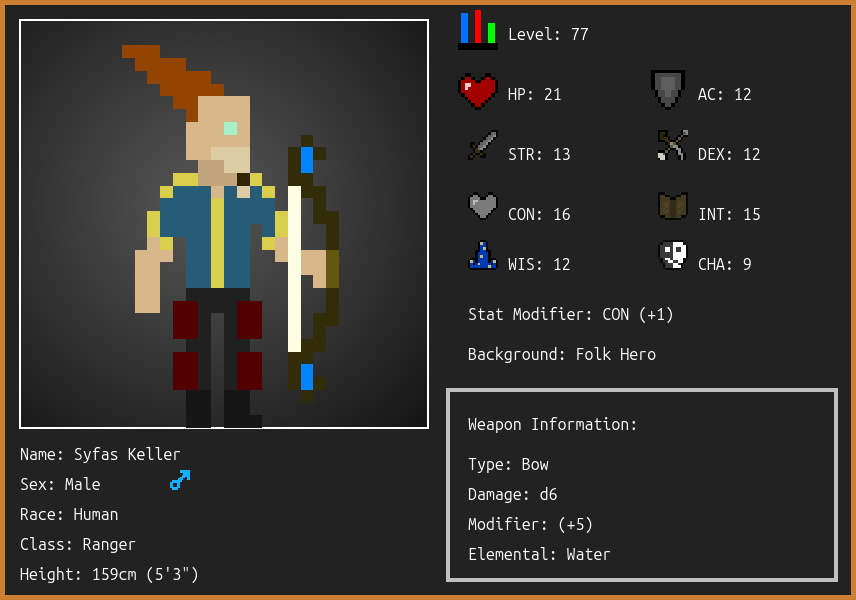 Level: 77
HP: 21
AC: 12
STR: 13
DEX: 12
CON: 16
INT: 15
WIS: 12
CHA: 9
Stat Modifier: CON (+1)
Background: Folk Hero
Weapon Information:
Type: Bow
Damage: d6
Modifier: (+5)
Elemental: Water
Name: Syfas Keller
Sex: Male
Race: Human
Class: Ranger
Height: 159cm (5'3")